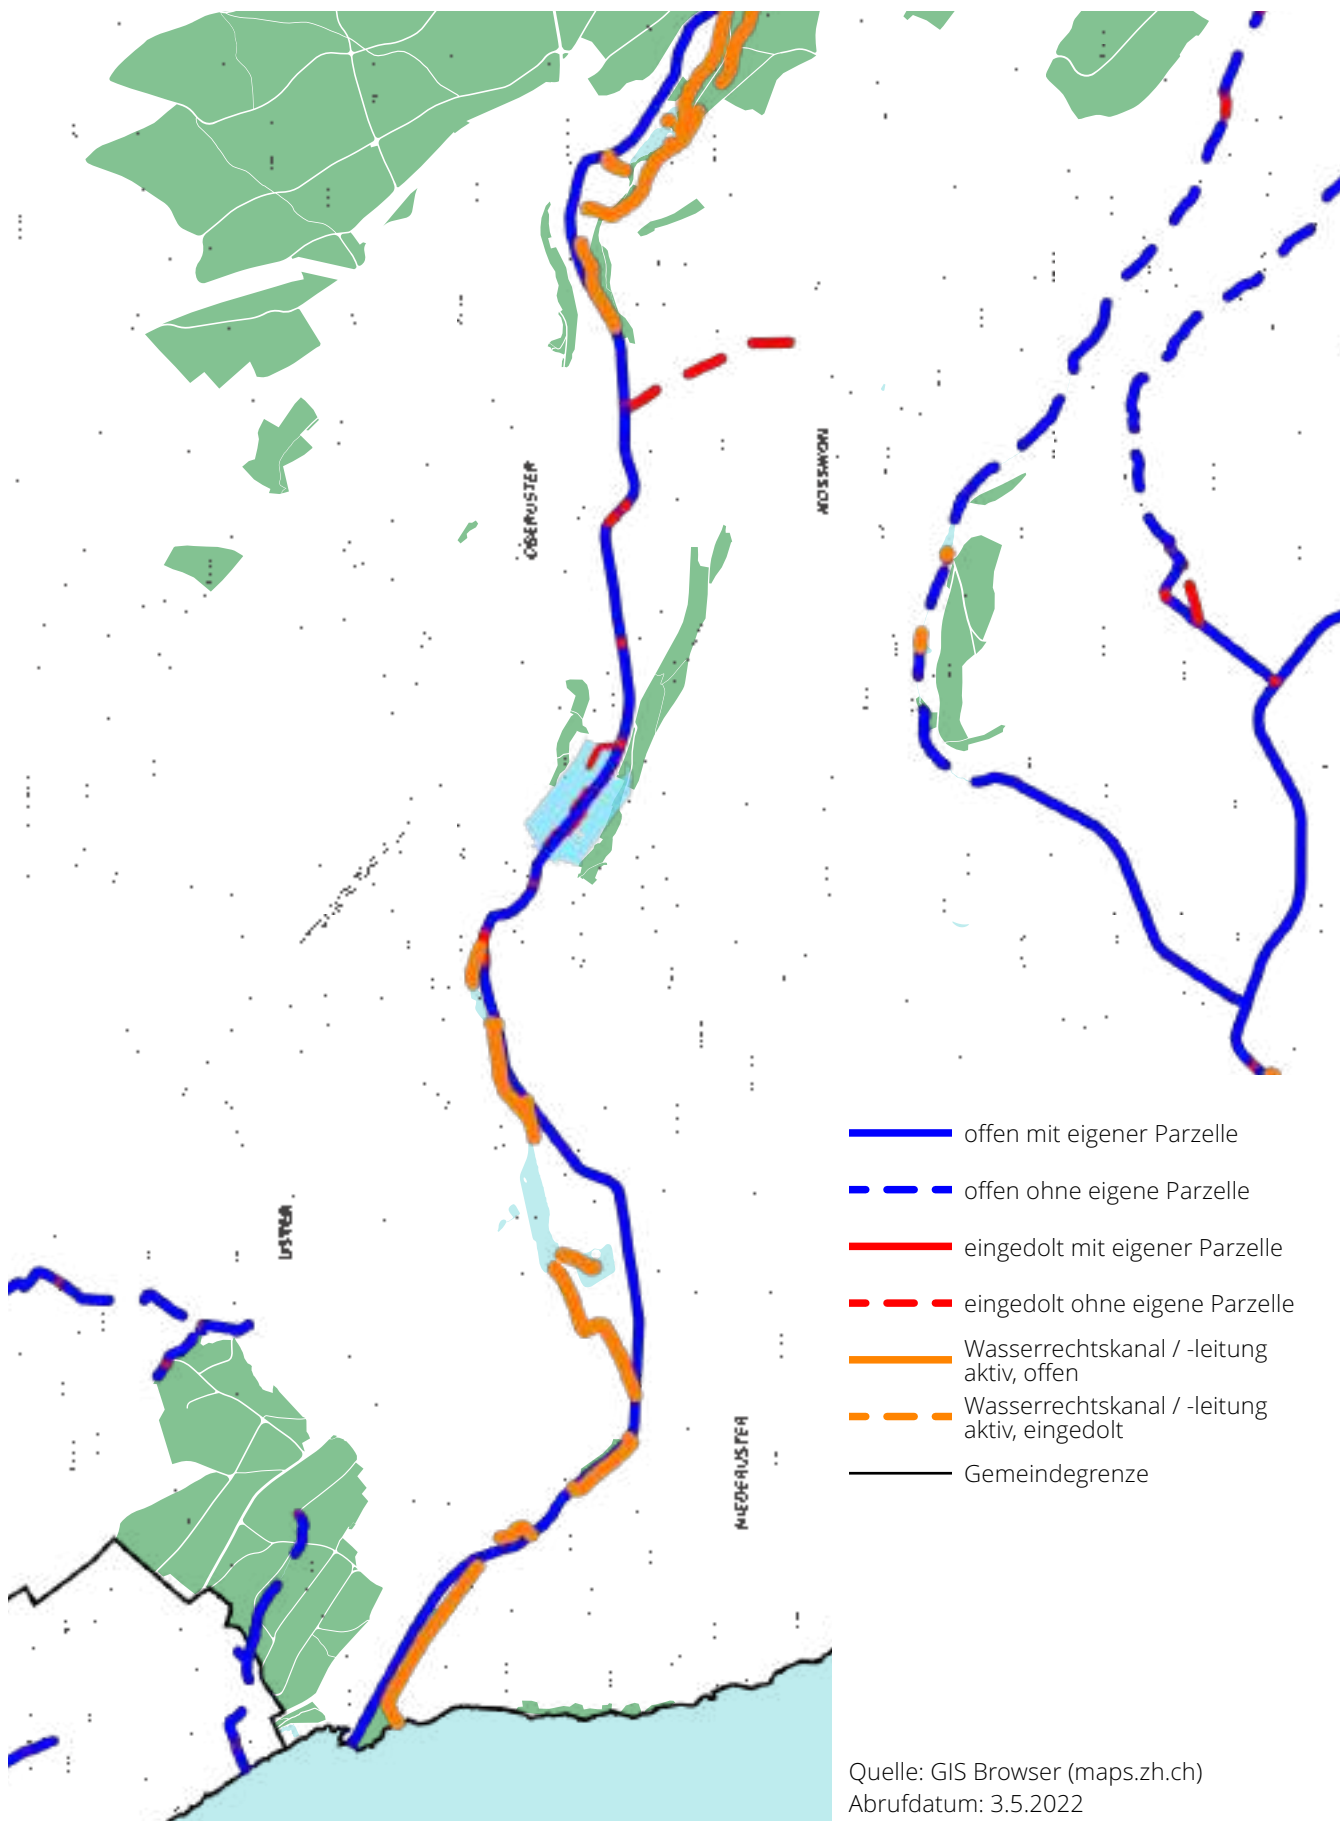 OBERUSTER
NOSSIKON
USTER
NIEDERUSTER
offen mit eigener Parzelle
offen ohne eigene Parzelle
eingedolt mit eigener Parzelle
eingedolt ohne eigene Parzelle
Wasserrechtskanal / -leitung
aktiv, offen
Wasserrechtskanal / -leitung
aktiv, eingedolt
Gemeindegrenze
Quelle: GIS Browser (maps.zh.ch)
Abrufdatum: 3.5.2022